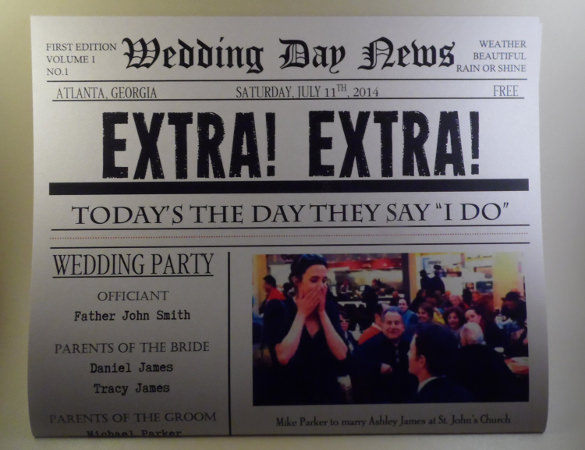 FIRST EDITION
VOLUME 1
NO.1
Wedding Day News
WEATHER
BEAUTIFUL
RAIN OR SHINE
ATLANTA, GEORGIA
SATURDAY, JULY 11TH, 2014
FREE
EXTRA! EXTRA!
TODAY'S THE DAY THEY SAY "I DO"
WEDDING PARTY
OFFICIANT
Father John Smith
PARENTS OF THE BRIDE
Daniel James
Tracy James
PARENTS OF THE GROOM
Michael Parker
Mike Parker to marry Ashley James at St. John's Church